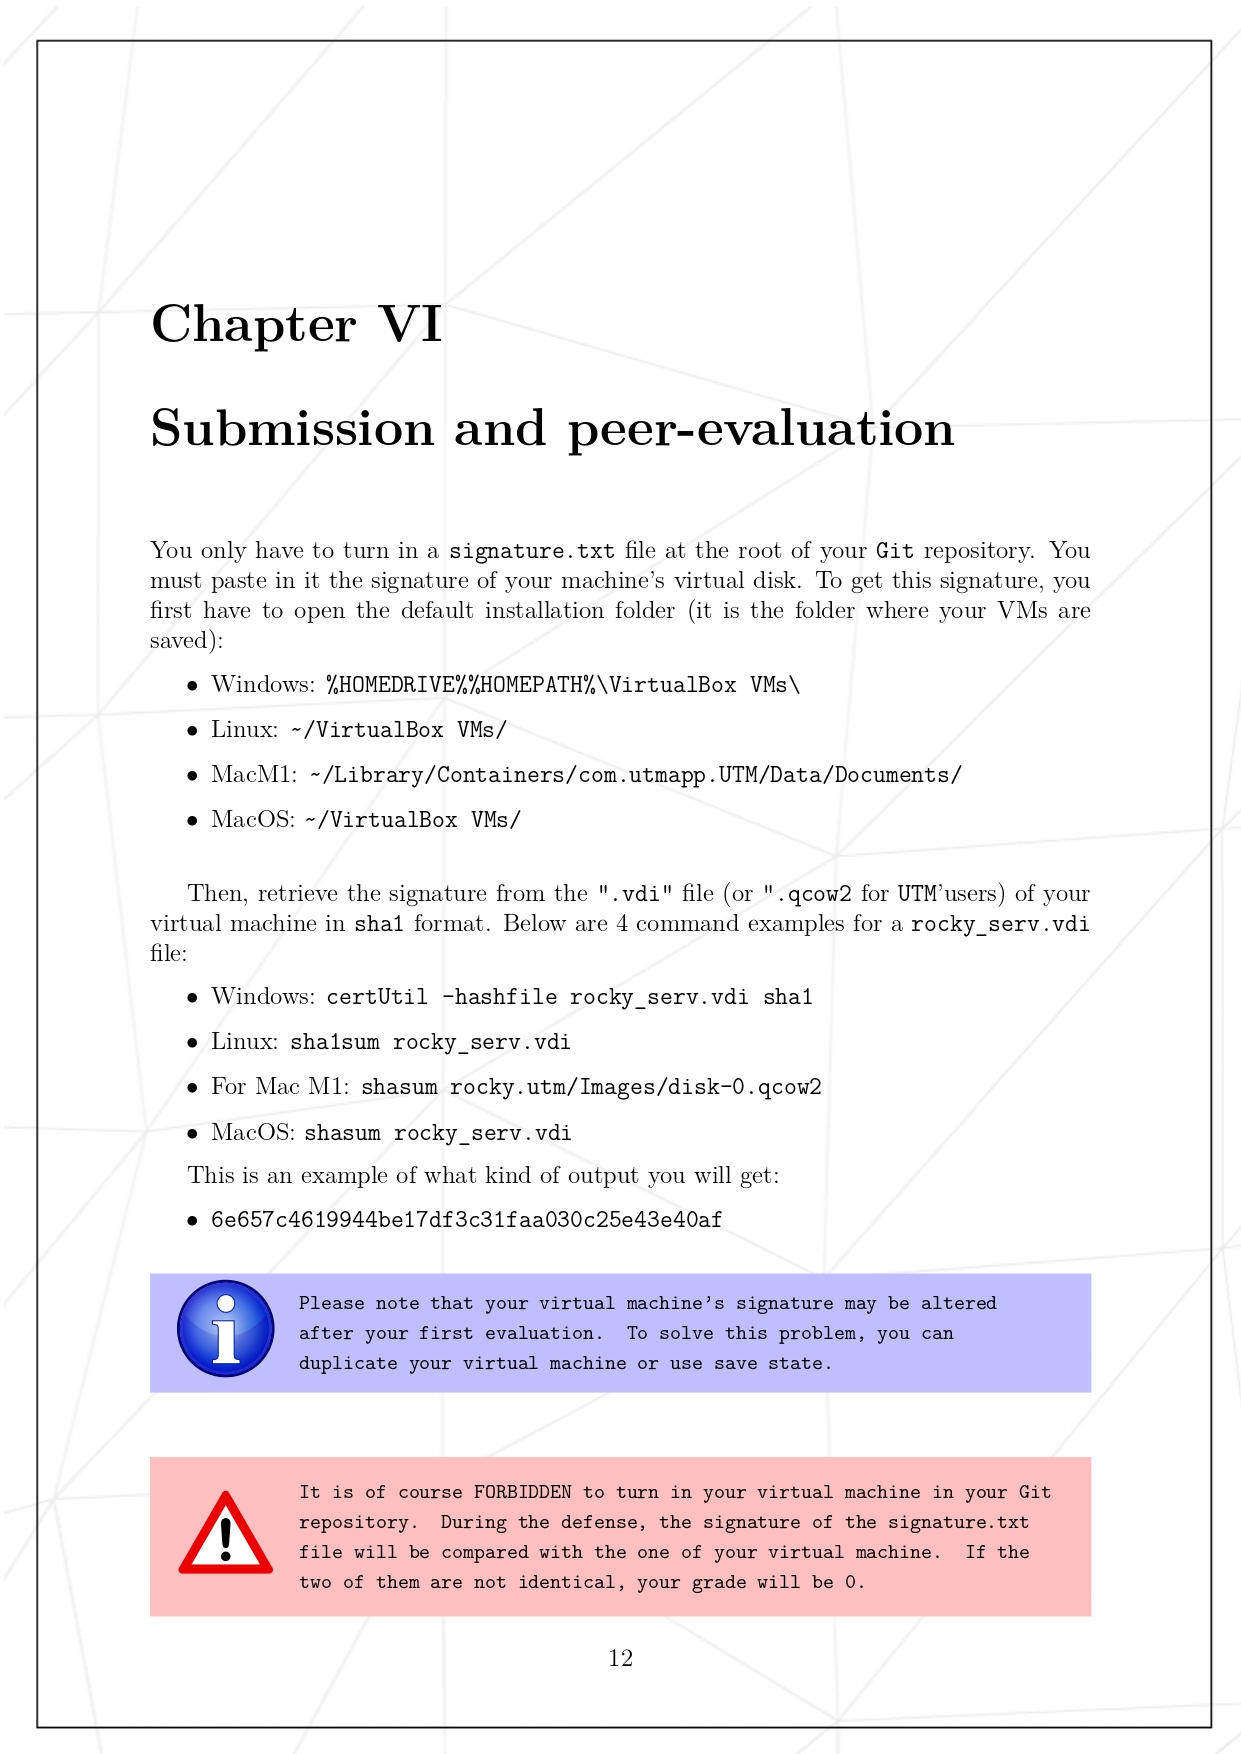 Chapter VI
Submission and peer-evaluation
You only have to turn in a signature.txt file at the root of your Git repository. You
must paste in it the signature of your machine's virtual disk. To get this signature, you
first have to open the default installation folder (it is the folder where your VMs are
saved):
• Windows: %HOMEDRIVE%%HOMEPATH%\VirtualBox VMs\
• Linux: ~/VirtualBox VMs/
• MacM1: ~/Library/Containers/com.utmapp.UTM/Data/Documents/
• MacOS: ~/VirtualBox VMs/
Then, retrieve the signature from the ".vdi" file (or ".qcow2 for UTM'users) of your
virtual machine in sha1 format. Below are 4 command examples for a rocky_serv.vdi
file:
• Windows: certUtil -hashfile rocky_serv.vdi sha1
• Linux: sha1sum rocky_serv.vdi
• For Mac M1: shasum rocky.utm/Images/disk-0.qcow2
• MacOS: shasum rocky_serv.vdi
This is an example of what kind of output you will get:
• 6e657c4619944be17df3c31faa030c25e43e40af
Please note that your virtual machine's signature may be altered
after your first evaluation. To solve this problem, you can
duplicate your virtual machine or use save state.
It is of course FORBIDDEN to turn in your virtual machine in your Git
repository. During the defense, the signature of the signature.txt
file will be compared with the one of your virtual machine. If the
two of them are not identical, your grade will be 0.
12